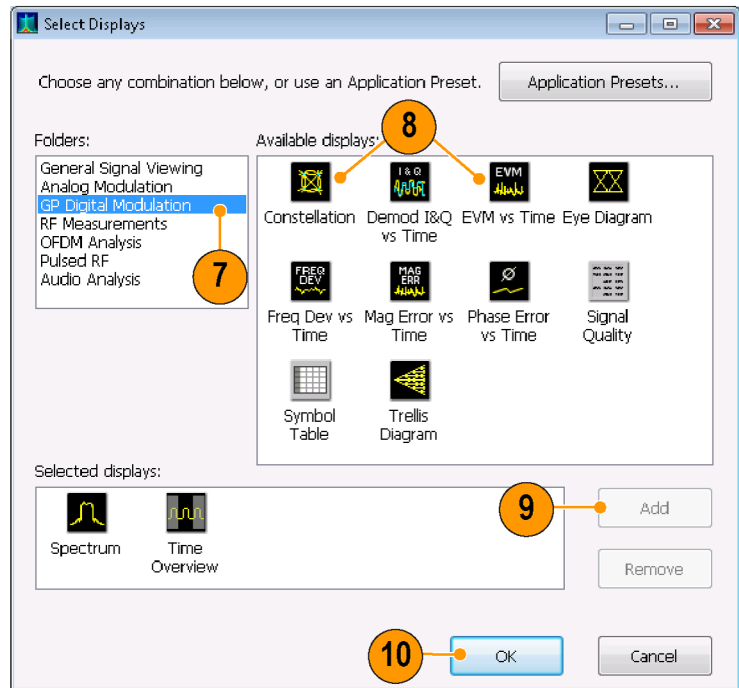 Select Displays
Choose any combination below, or use an Application Preset.
Application Presets...
Folders:
General Signal Viewing
Analog Modulation
GP Digital Modulation
RF Measurements
OFDM Analysis
Pulsed RF
Audio Analysis
7
Available displays:
8
I & Q
EVM
Constellation
Demod I&Q
vs Time
EVM vs Time
Eye Diagram
FREQ
DEV
MAG
ERR
Ø
Freq Dev vs
Time
Mag Error vs
Time
Phase Error
vs Time
Signal
Quality
Symbol
Table
Trellis
Diagram
Selected displays:
Spectrum
Time
Overview
9
Add
Remove
10
OK
Cancel